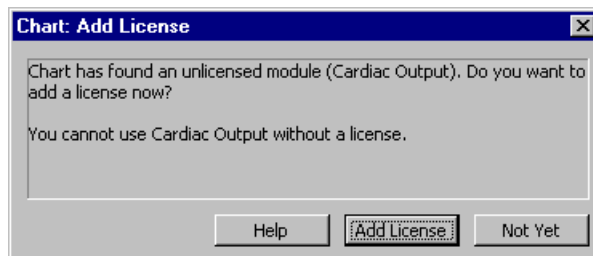 Chart: Add License
Chart has found an unlicensed module (Cardiac Output). Do you want to
add a license now?
You cannot use Cardiac Output without a license.
Help
Add License
Not Yet